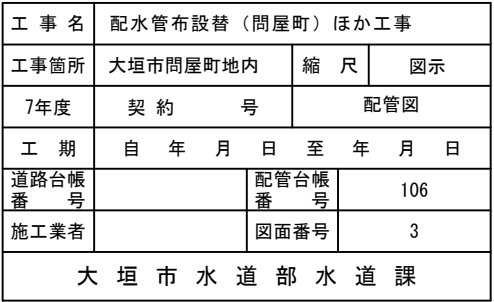 工 事 名 配水管布設替（問屋町）ほか工事
工事箇所 大垣市問屋町地内 縮 尺 図示
7年度 契 約 号 配管図
工 期 自 年 月 日 至 年 月 日
道路台帳番 号 配管台帳番 号 106
施工業者 図面番号 3
大 垣 市 水 道 部 水 道 課